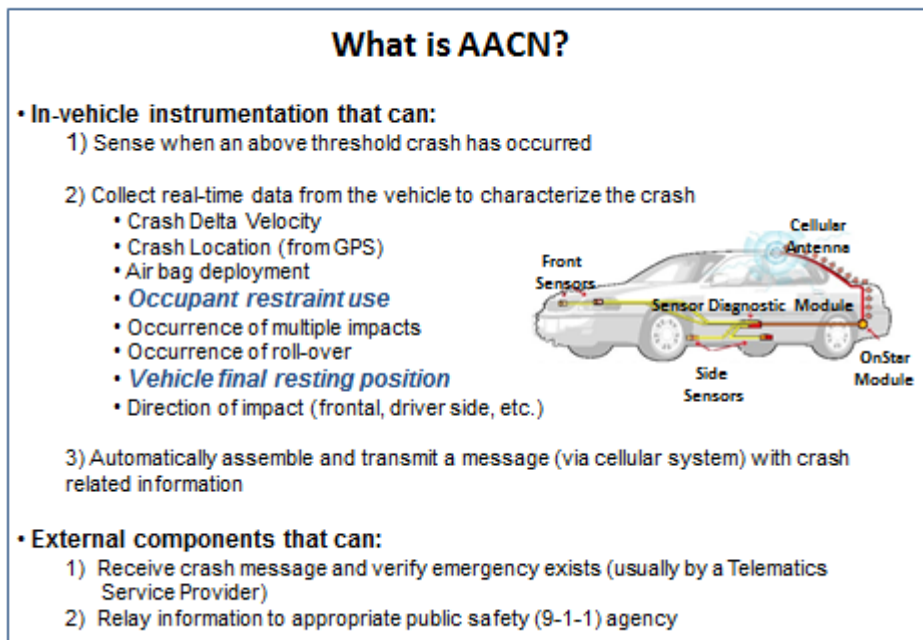 What is AACN?
• In-vehicle instrumentation that can:
1) Sense when an above threshold crash has occurred
2) Collect real-time data from the vehicle to characterize the crash
• Crash Delta Velocity
• Crash Location (from GPS)
• Air bag deployment
• Occupant restraint use
• Occurrence of multiple impacts
• Occurrence of roll-over
• Vehicle final resting position
• Direction of impact (frontal, driver side, etc.)
Cellular
Antenna
Front
Sensors
Sensor Diagnostic Module
Side
Sensors
OnStar
Module
3) Automatically assemble and transmit a message (via cellular system) with crash
related information
• External components that can:
1) Receive crash message and verify emergency exists (usually by a Telematics
Service Provider)
2) Relay information to appropriate public safety (9-1-1) agency